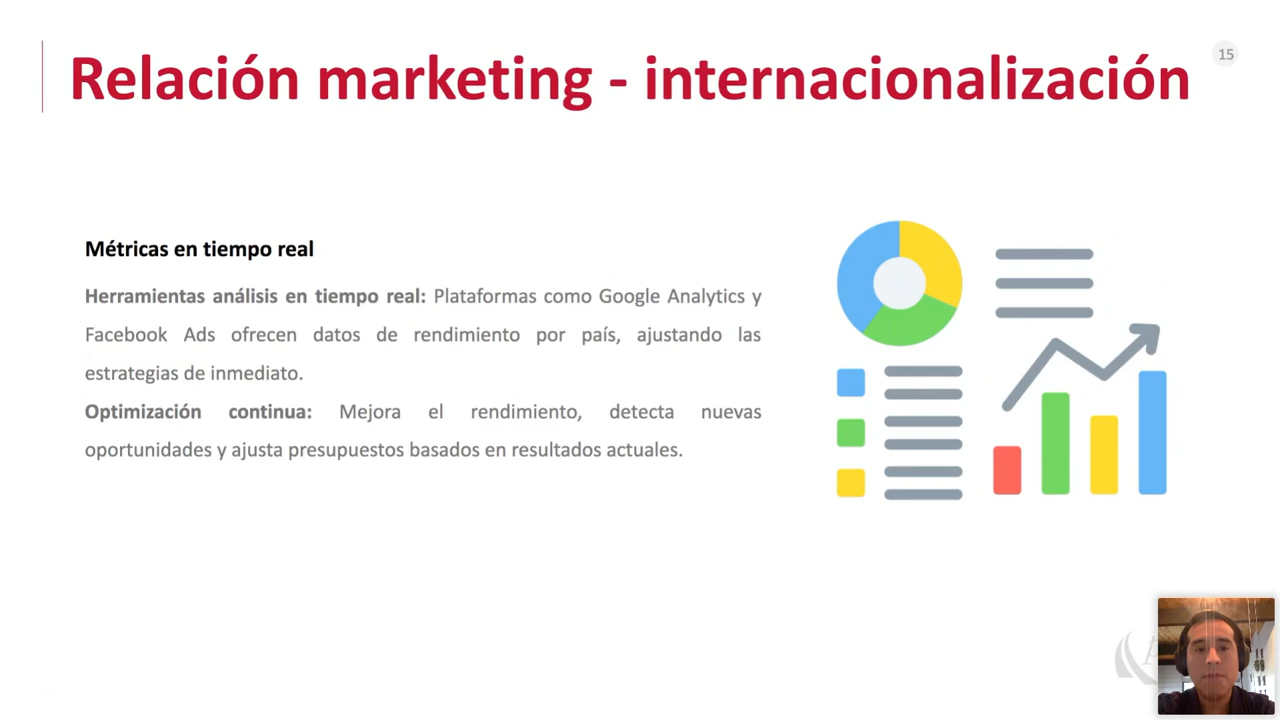 Relación marketing - internacionalización
15
Métricas en tiempo real
Herramientas análisis en tiempo real: Plataformas como Google Analytics y
Facebook Ads ofrecen datos de rendimiento por país, ajustando las
estrategias de inmediato.
Optimización continua: Mejora el rendimiento, detecta nuevas
oportunidades y ajusta presupuestos basados en resultados actuales.